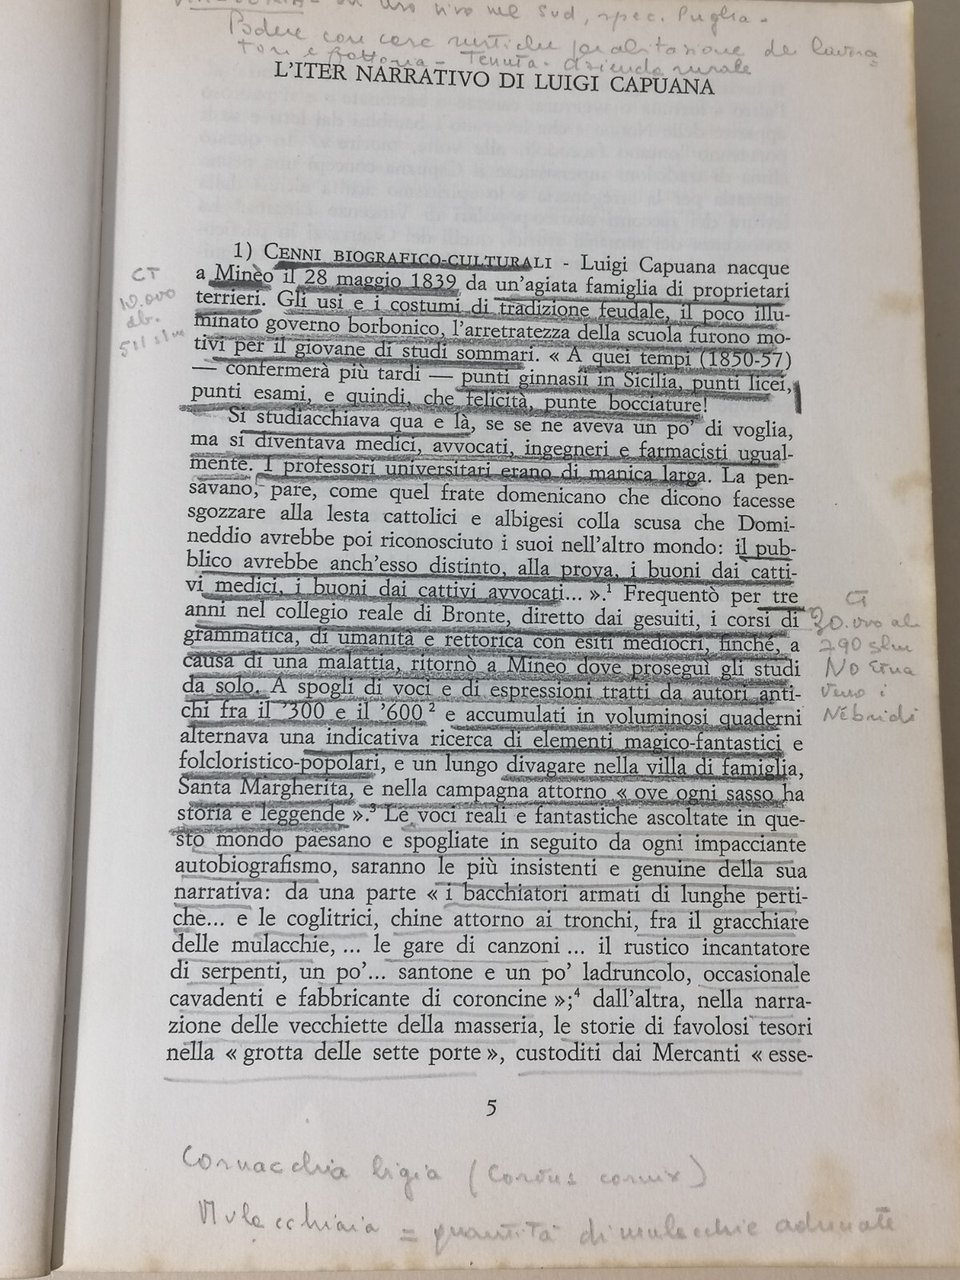 in uso vivo nel Sud, spec. Puglia -
Podere con case rustiche per abitazione dei lavora
tori e fattoria - Tenuta - azienda rurale
L'ITER NARRATIVO DI LUIGI CAPUANA
1) CENNI BIOGRAFICO-CULTURALI - Luigi Capuana nacque
a Minèo il 28 maggio 1839 da un'agiata famiglia di proprietari
terrieri. Gli usi e i costumi di tradizione feudale, il poco illu-
minato governo borbonico, l'arretratezza della scuola furono mo-
tivi per il giovane di studi sommari. « A quei tempi (1850-57)
— confermerà più tardi — punti ginnasii in Sicilia, punti licei,
punti esami, e quindi, che felicità, punte bocciature!
Si studiacchiava qua e là, se se ne aveva un po' di voglia,
ma si diventava medici, avvocati, ingegneri e farmacisti ugual-
mente. I professori universitari erano di manica larga. La pen-
savano, pare, come quel frate domenicano che dicono facesse
sgozzare alla lesta cattolici e albigesi colla scusa che Domi-
neddio avrebbe poi riconosciuto i suoi nell'altro mondo: il pub-
blico avrebbe anch'esso distinto, alla prova, i buoni dai catti-
vi medici, i buoni dai cattivi avvocati... ».¹ Frequentò per tre
anni nel collegio reale di Bronte, diretto dai gesuiti, i corsi di
grammatica, di umanità e rettorica con esiti mediocri, finché, a
causa di una malattia, ritornò a Mineo dove proseguì gli studi
da solo. A spogli di voci e di espressioni tratti da autori anti-
chi fra il '300 e il '600 ² e accumulati in voluminosi quaderni
alternava una indicativa ricerca di elementi magico-fantastici e
folcloristico-popolari, e un lungo divagare nella villa di famiglia,
Santa Margherita, e nella campagna attorno « ove ogni sasso ha
storia e leggende ».³ Le voci reali e fantastiche ascoltate in que-
sto mondo paesano e spogliate in seguito da ogni impacciante
autobiografismo, saranno le più insistenti e genuine della sua
narrativa: da una parte « i bacchiatori armati di lunghe perti-
che... e le coglitrici, chine attorno ai tronchi, fra il gracchiare
delle mulacchie, ... le gare di canzoni ... il rustico incantatore
di serpenti, un po'... santone e un po' ladruncolo, occasionale
cavadenti e fabbricante di coroncine »;⁴ dall'altra, nella narra-
zione delle vecchiette della masseria, le storie di favolosi tesori
nella « grotta delle sette porte », custoditi dai Mercanti « esse-
5
CT
10.000
ab.
511 slm
CT
20.000 ab
790 slm
No Etna
verso i
Nebrodi
Cornacchia bigia (Corvus cornix)
Mulacchiaia = quantità di mulacchie adunate